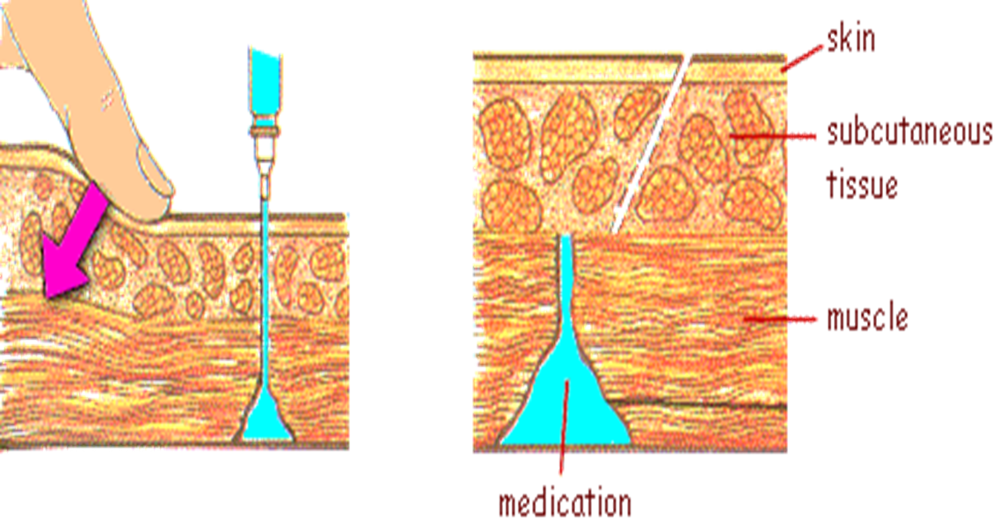 skin
subcutaneous
tissue
muscle
medication